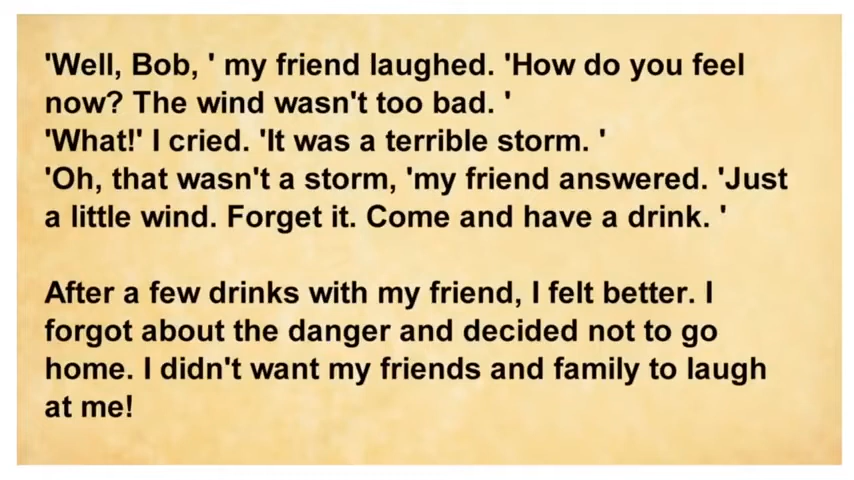 'Well, Bob, ' my friend laughed. 'How do you feel
now? The wind wasn't too bad. '
'What!' I cried. 'It was a terrible storm. '
'Oh, that wasn't a storm, 'my friend answered. 'Just
a little wind. Forget it. Come and have a drink. '
After a few drinks with my friend, I felt better. I
forgot about the danger and decided not to go
home. I didn't want my friends and family to laugh
at me!